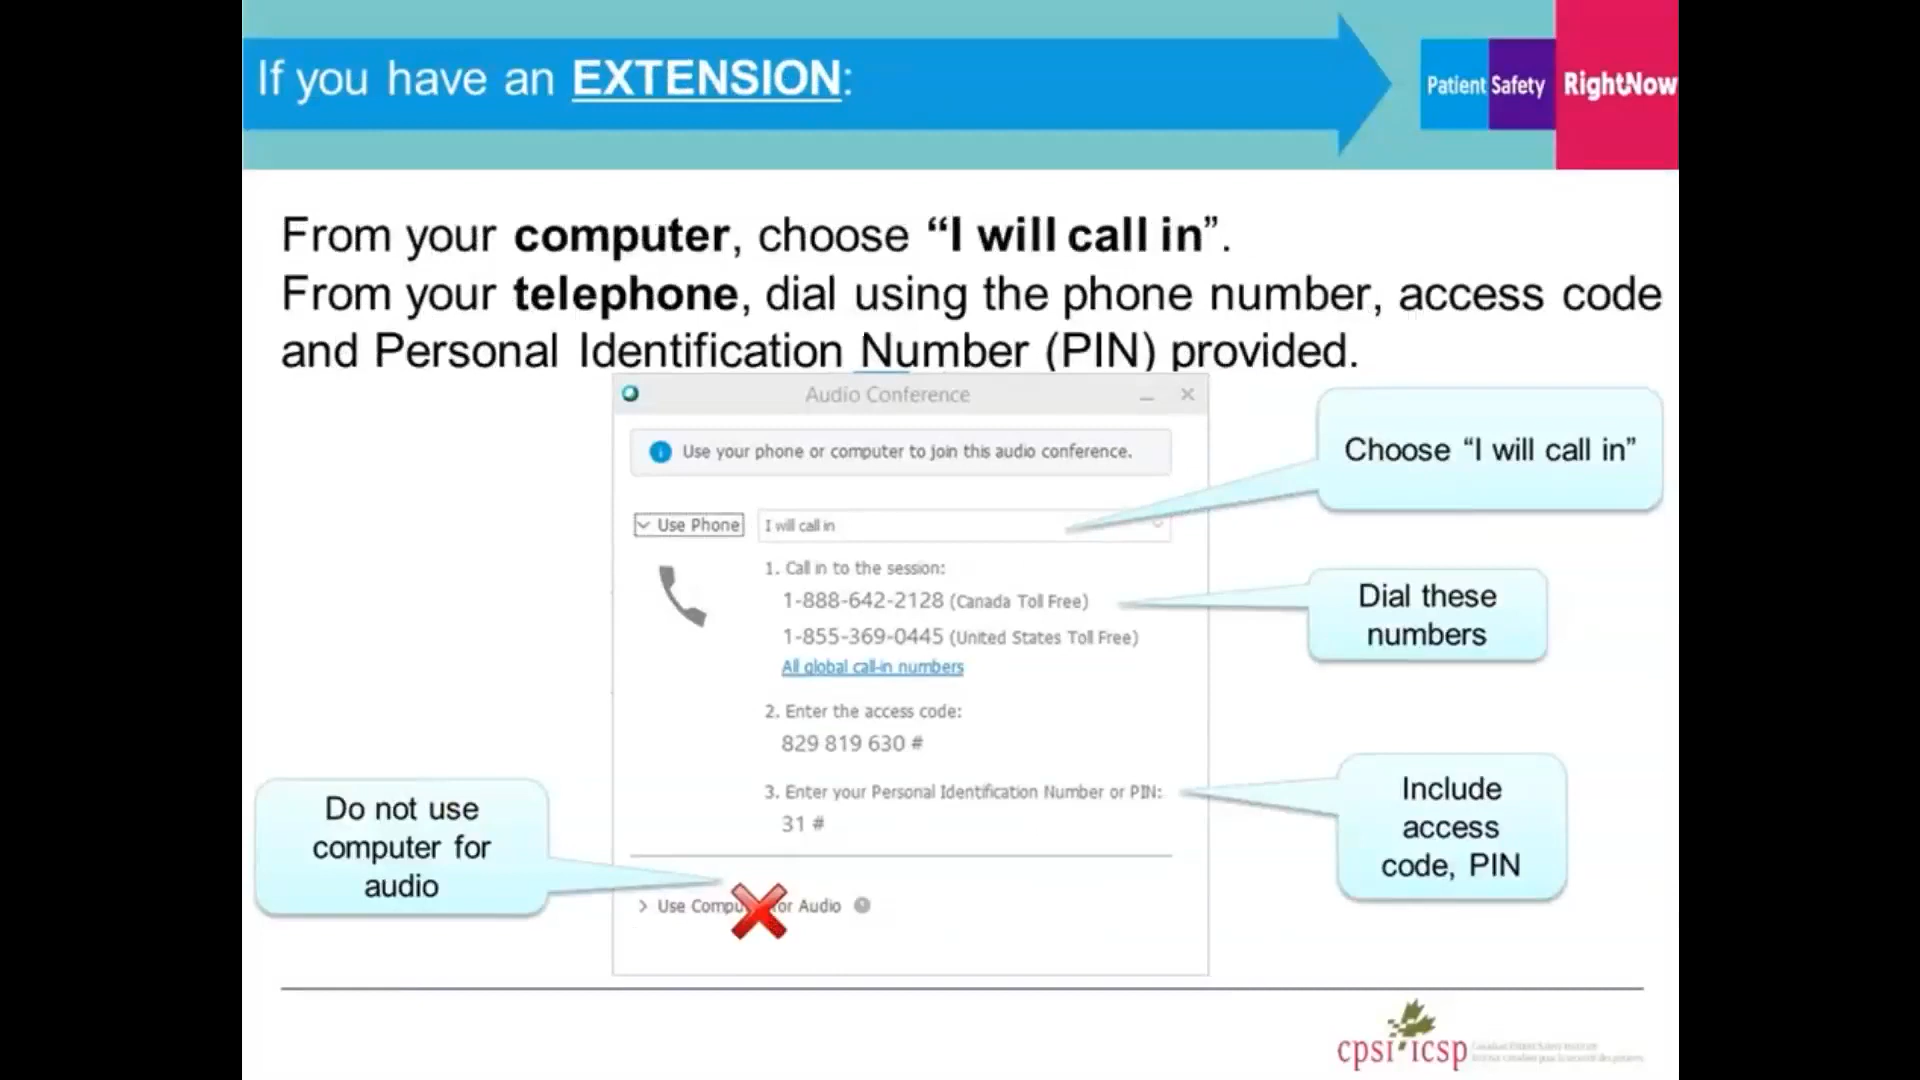 If you have an EXTENSION:
Patient Safety RightNow
From your computer, choose “I will call in”.
From your telephone, dial using the phone number, access code
and Personal Identification Number (PIN) provided.
Audio Conference
Use your phone or computer to join this audio conference.
Choose “I will call in”
Use Phone
I will call in
1. Call in to the session:
1-888-642-2128 (Canada Toll Free)
1-855-369-0445 (United States Toll Free)
All global call-in numbers
Dial these
numbers
2. Enter the access code:
829 819 630 #
3. Enter your Personal Identification Number or PIN:
31 #
Include
access
code, PIN
Do not use
computer for
audio
Use Compu or Audio
cpsi icsp